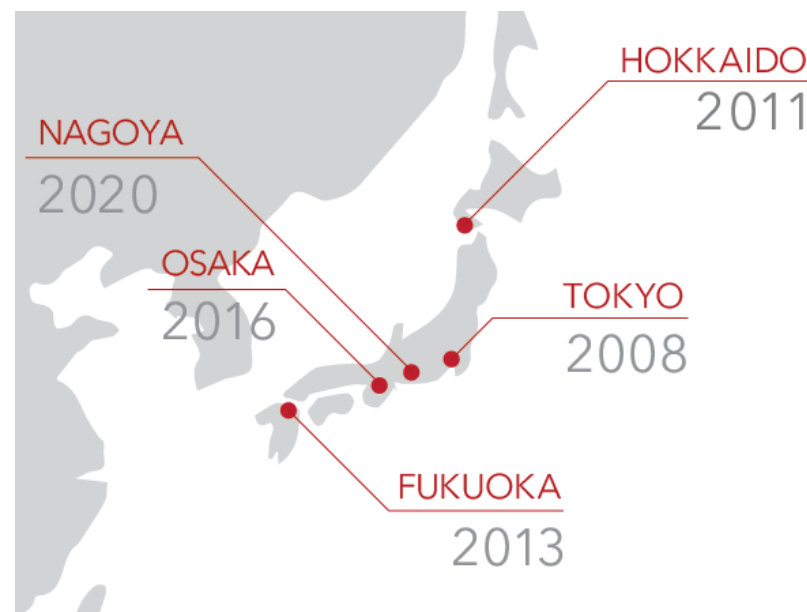 HOKKAIDO
2011
NAGOYA
2020
OSAKA
2016
TOKYO
2008
FUKUOKA
2013